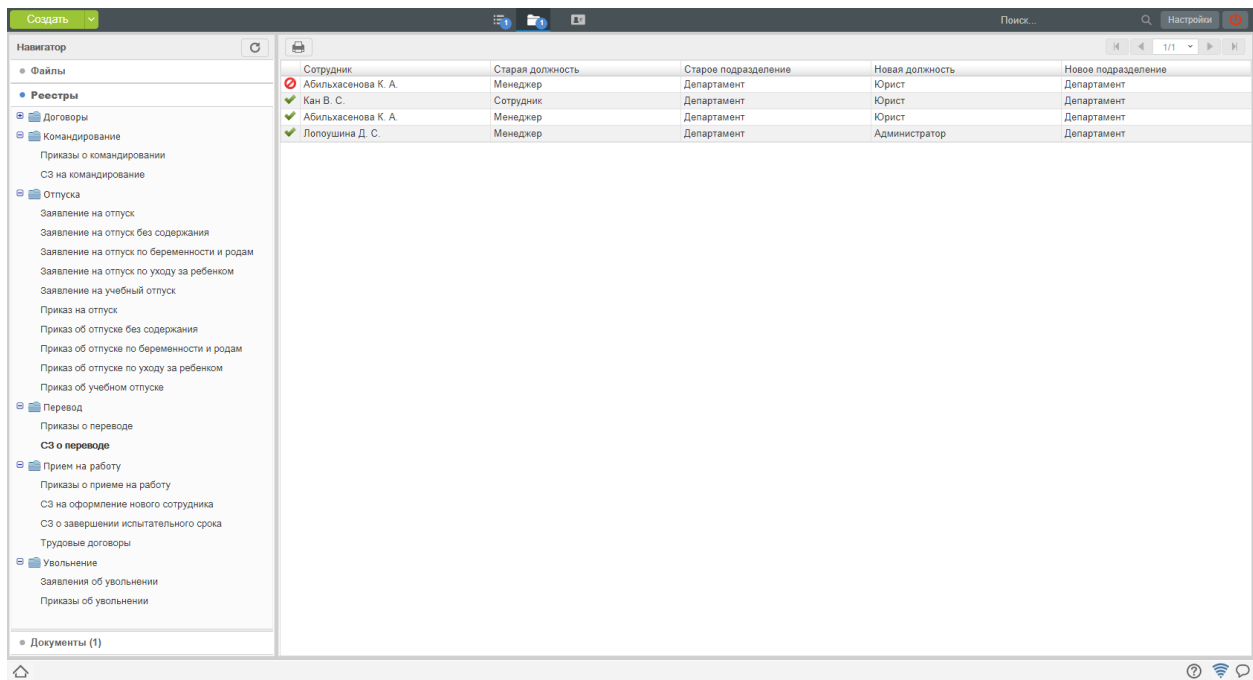 Создать
1
1
Поиск...
Настройки
Навигатор
1/1
Файлы
Реестры
Договоры
Командирование
Приказы о командировании
СЗ на командирование
Отпуска
Заявление на отпуск
Заявление на отпуск без содержания
Заявление на отпуск по беременности и родам
Заявление на отпуск по уходу за ребенком
Заявление на учебный отпуск
Приказ на отпуск
Приказ об отпуске без содержания
Приказ об отпуске по беременности и родам
Приказ об отпуске по уходу за ребенком
Приказ об учебном отпуске
Перевод
Приказы о переводе
СЗ о переводе
Прием на работу
Приказы о приеме на работу
СЗ на оформление нового сотрудника
СЗ о завершении испытательного срока
Трудовые договоры
Увольнение
Заявления об увольнении
Приказы об увольнении
Документы (1)
Сотрудник Старая должность Старое подразделение Новая должность Новое подразделение
Абильхасенова К. А. Менеджер Департамент Юрист Департамент
Кан В. С. Сотрудник Департамент Юрист Департамент
Абильхасенова К. А. Менеджер Департамент Юрист Департамент
Лопоушина Д. С. Менеджер Департамент Администратор Департамент